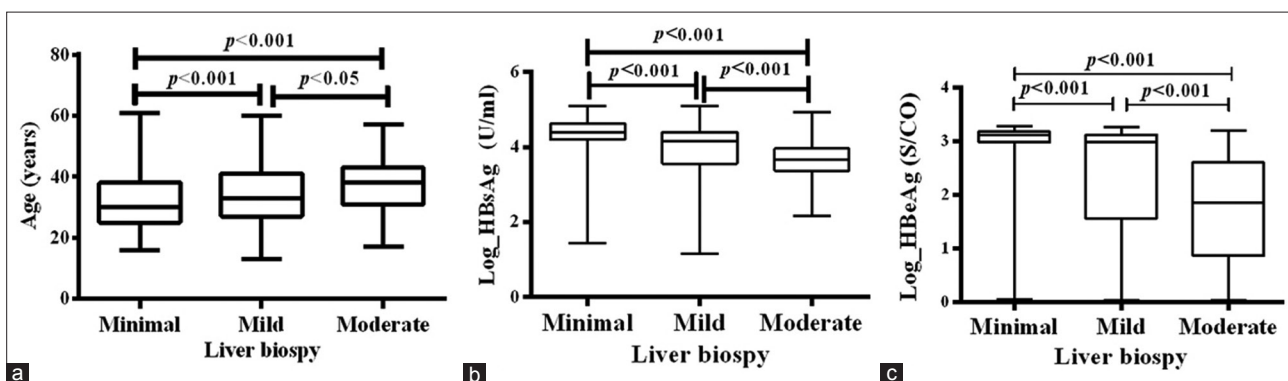 80
60
40
20
0
Age (years)
p<0.001
p<0.001
p<0.05
Minimal Mild Moderate
Liver biospy
a
6
4
2
0
Log_HBsAg (U/ml)
p<0.001
p<0.001
p<0.001
Minimal Mild Moderate
Liver biospy
b
4
3
2
1
0
Log_HBeAg (S/CO)
p<0.001
p<0.001
p<0.001
Minimal Mild Moderate
Liver biospy
c